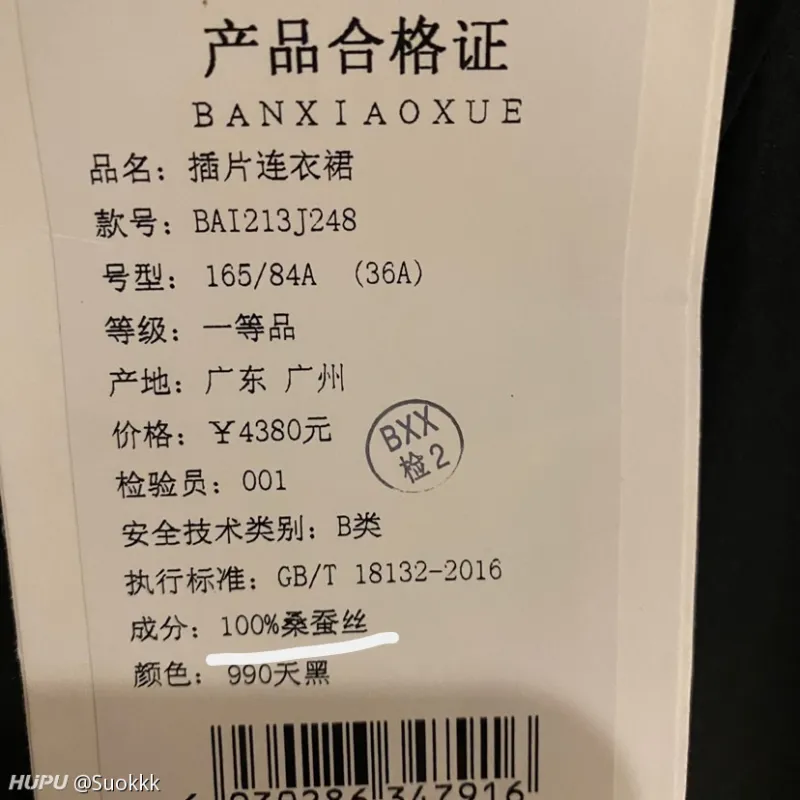 产品合格证
BANXIAOXUE
品名：插片连衣裙
款号：BAI213J248
号型：165/84A （36A）
等级：一等品
产地：广东 广州
价格：￥4380元
BXX
检2
检验员：001
安全技术类别：B类
执行标准：GB/T 18132-2016
成分：100%桑蚕丝
颜色：990天黑
347916
HUPU @Suokkk